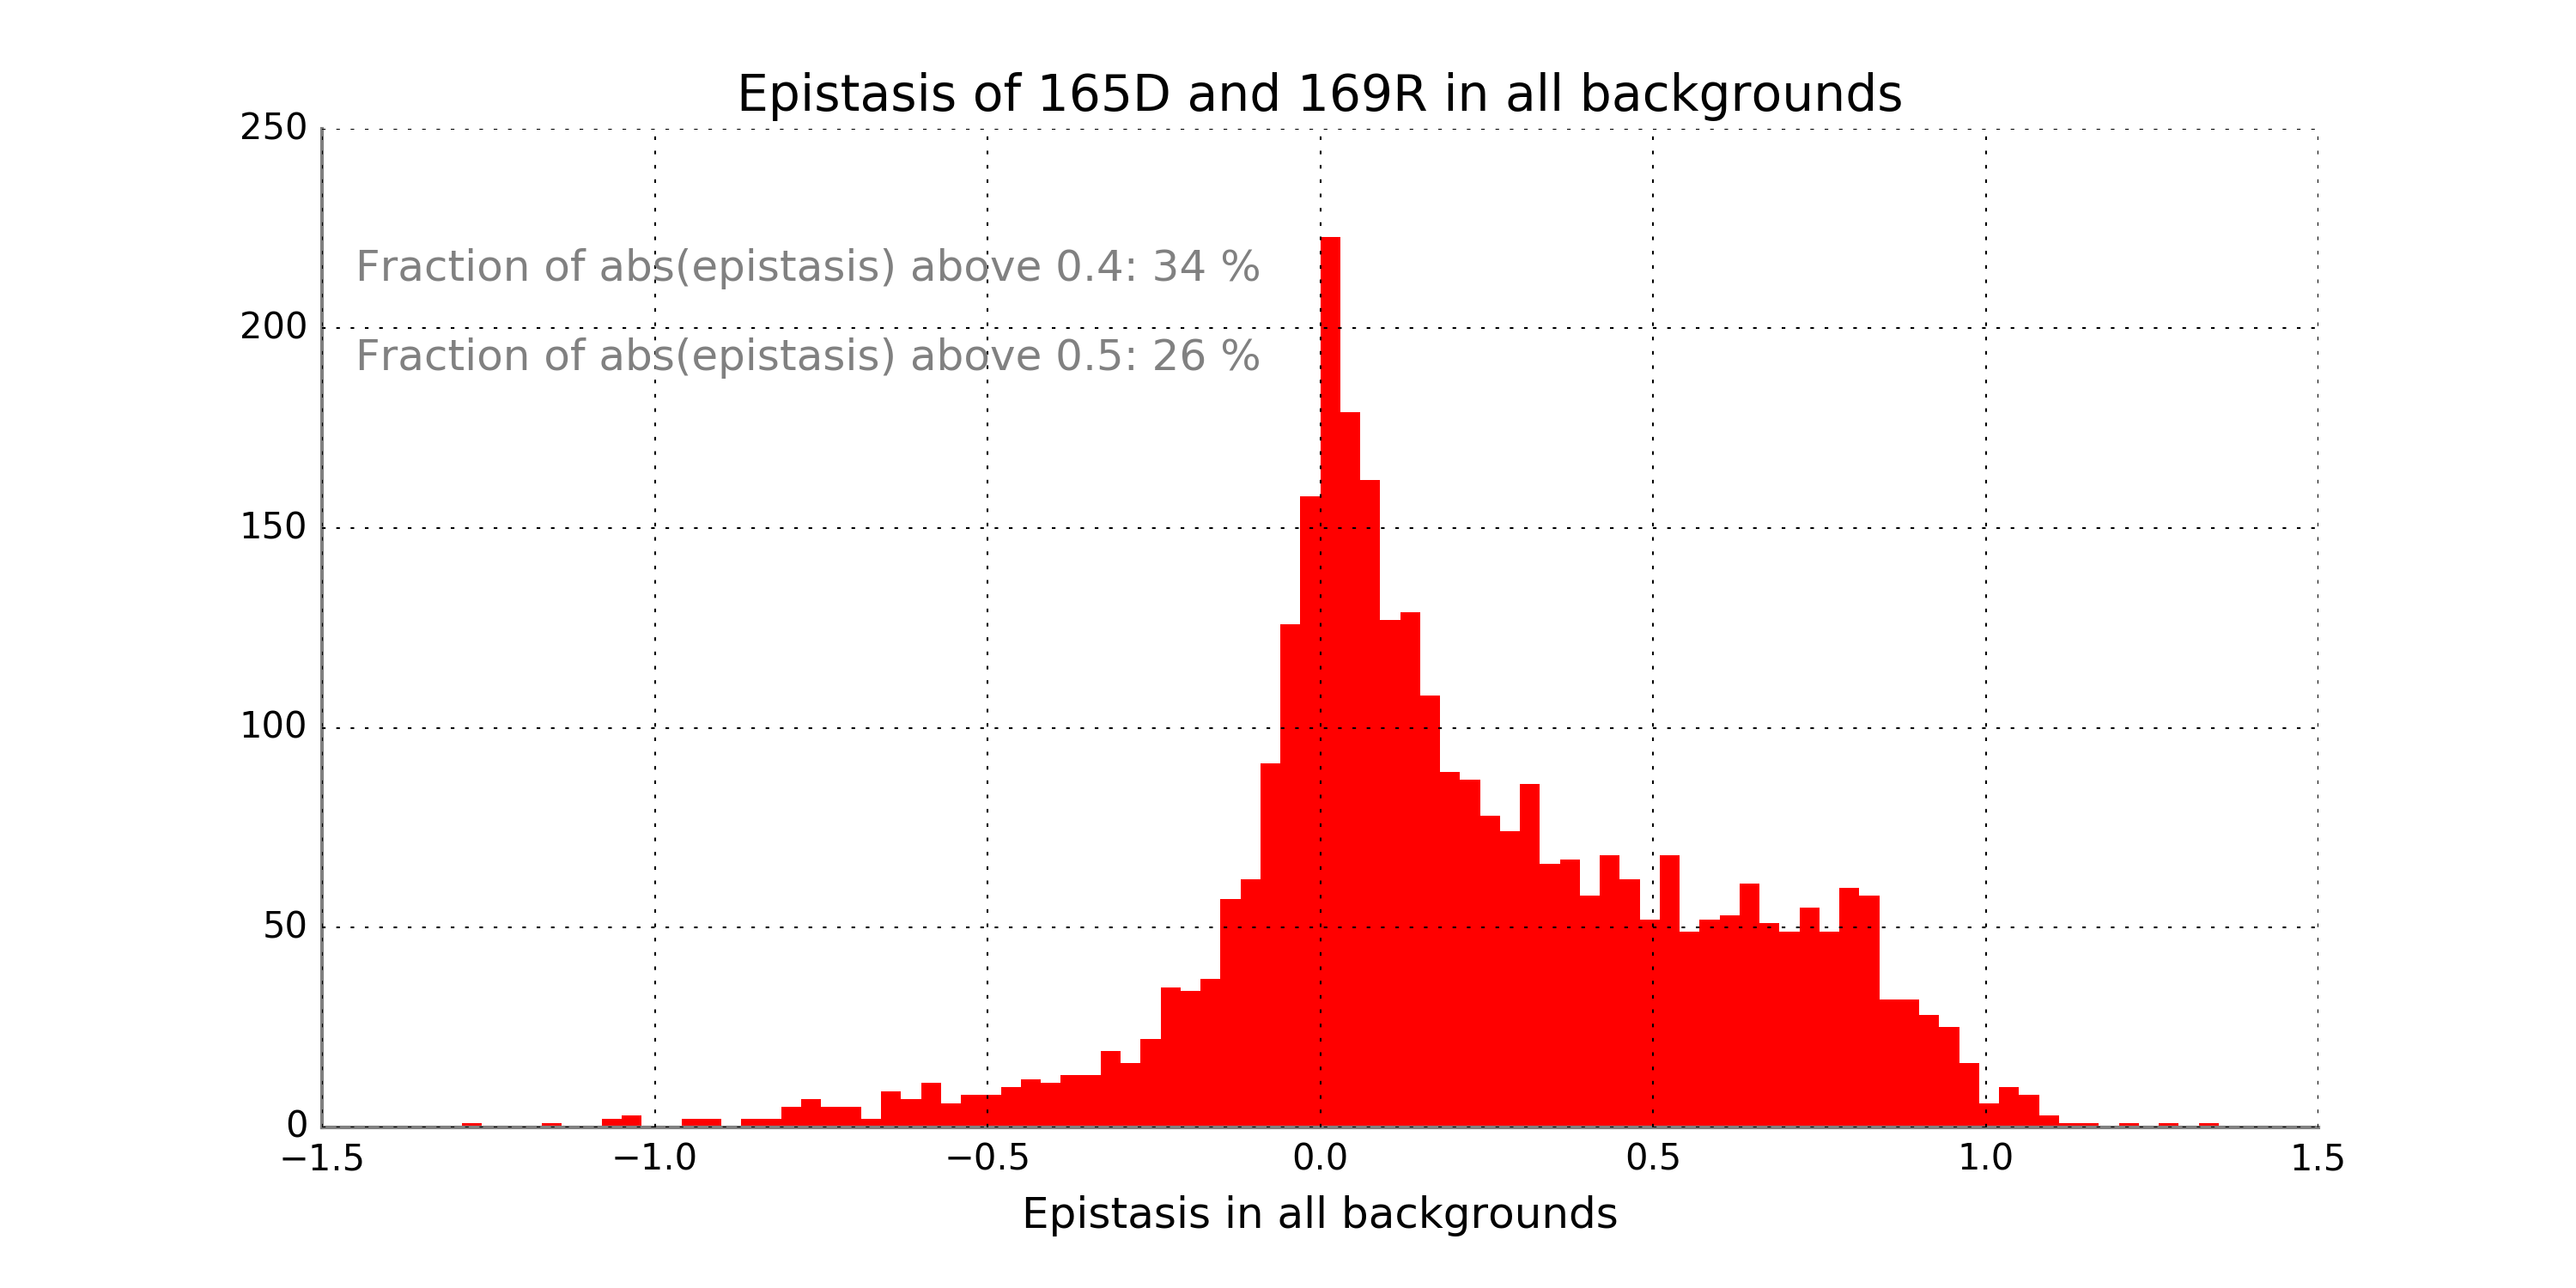 Epistasis of 165D and 169R in all backgrounds
250
Fraction of abs(epistasis) above 0.4: 34 %
200
Fraction of abs(epistasis) above 0.5: 26 %
150
100
50
0
−1.5 −1.0 −0.5 0.0 0.5 1.0 1.5
Epistasis in all backgrounds